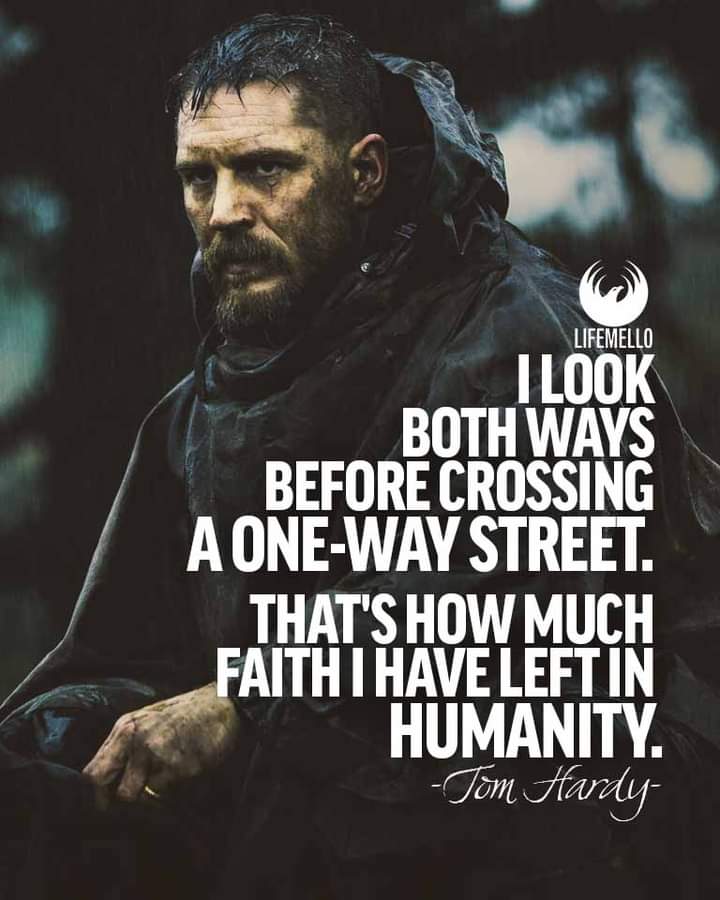 LIFEMELLO
I LOOK
BOTH WAYS
BEFORE CROSSING
A ONE-WAY STREET.
THAT'S HOW MUCH
FAITH I HAVE LEFT IN
HUMANITY.
-Tom Hardy-